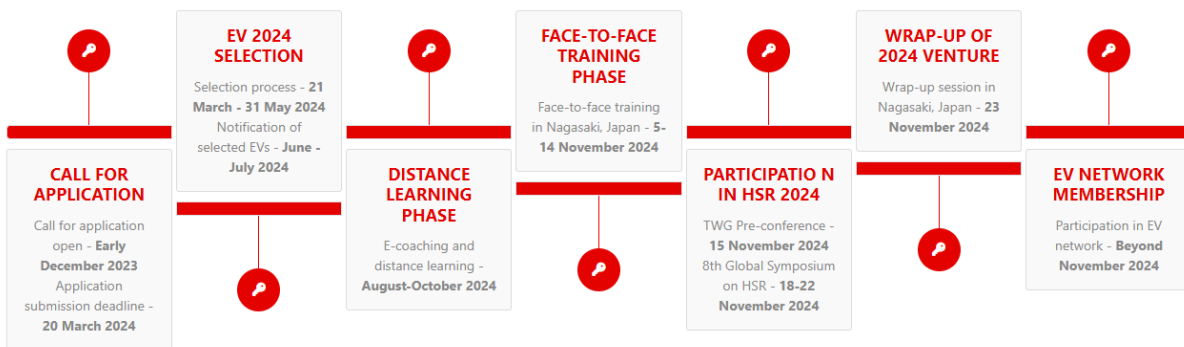 CALL FOR
APPLICATION
Call for application
open - Early
December 2023
Application
submission deadline -
20 March 2024
EV 2024
SELECTION
Selection process - 21
March - 31 May 2024
Notification of
selected EVs - June -
July 2024
DISTANCE
LEARNING
PHASE
E-coaching and
distance learning -
August-October 2024
FACE-TO-FACE
TRAINING
PHASE
Face-to-face training
in Nagasaki, Japan - 5-
14 November 2024
PARTICIPATIO N
IN HSR 2024
TWG Pre-conference -
15 November 2024
8th Global Symposium
on HSR - 18-22
November 2024
WRAP-UP OF
2024 VENTURE
Wrap-up session in
Nagasaki, Japan - 23
November 2024
EV NETWORK
MEMBERSHIP
Participation in EV
network - Beyond
November 2024